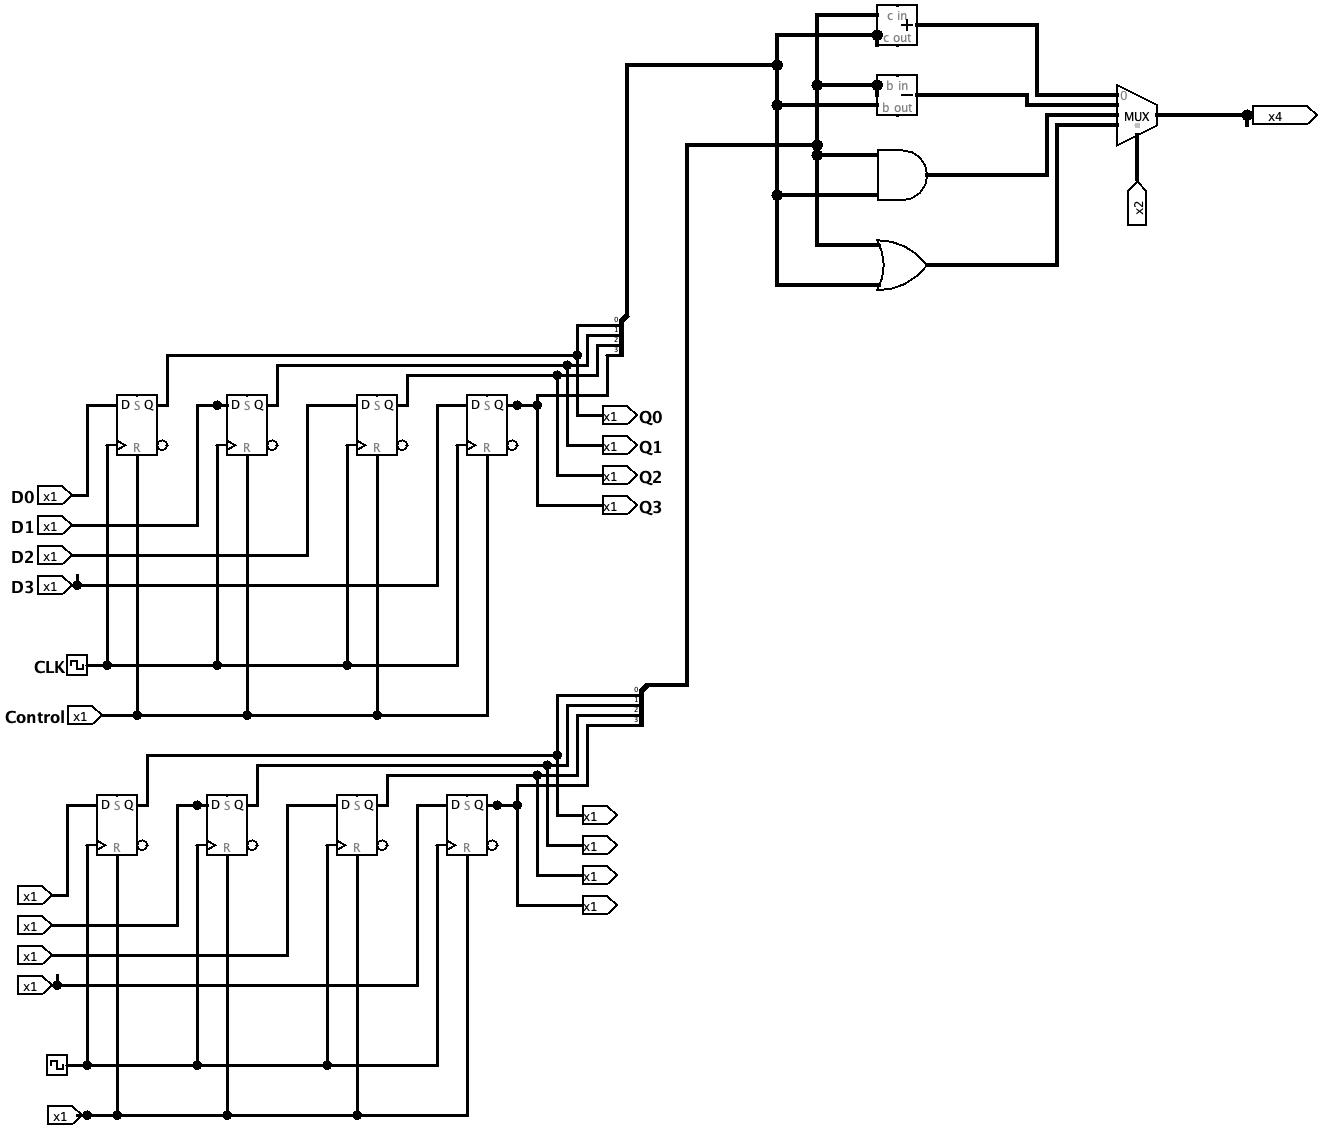 c in
+
c out
b in
−
b out
0
MUX
x4
x2
0
1
2
3
D S Q
R
D S Q
R
D S Q
R
D S Q
R
x1 Q0
x1 Q1
x1 Q2
x1 Q3
D0 x1
D1 x1
D2 x1
D3 x1
CLK
Control x1
0
1
2
3
D S Q
R
D S Q
R
D S Q
R
D S Q
R
x1
x1
x1
x1
x1
x1
x1
x1
x1